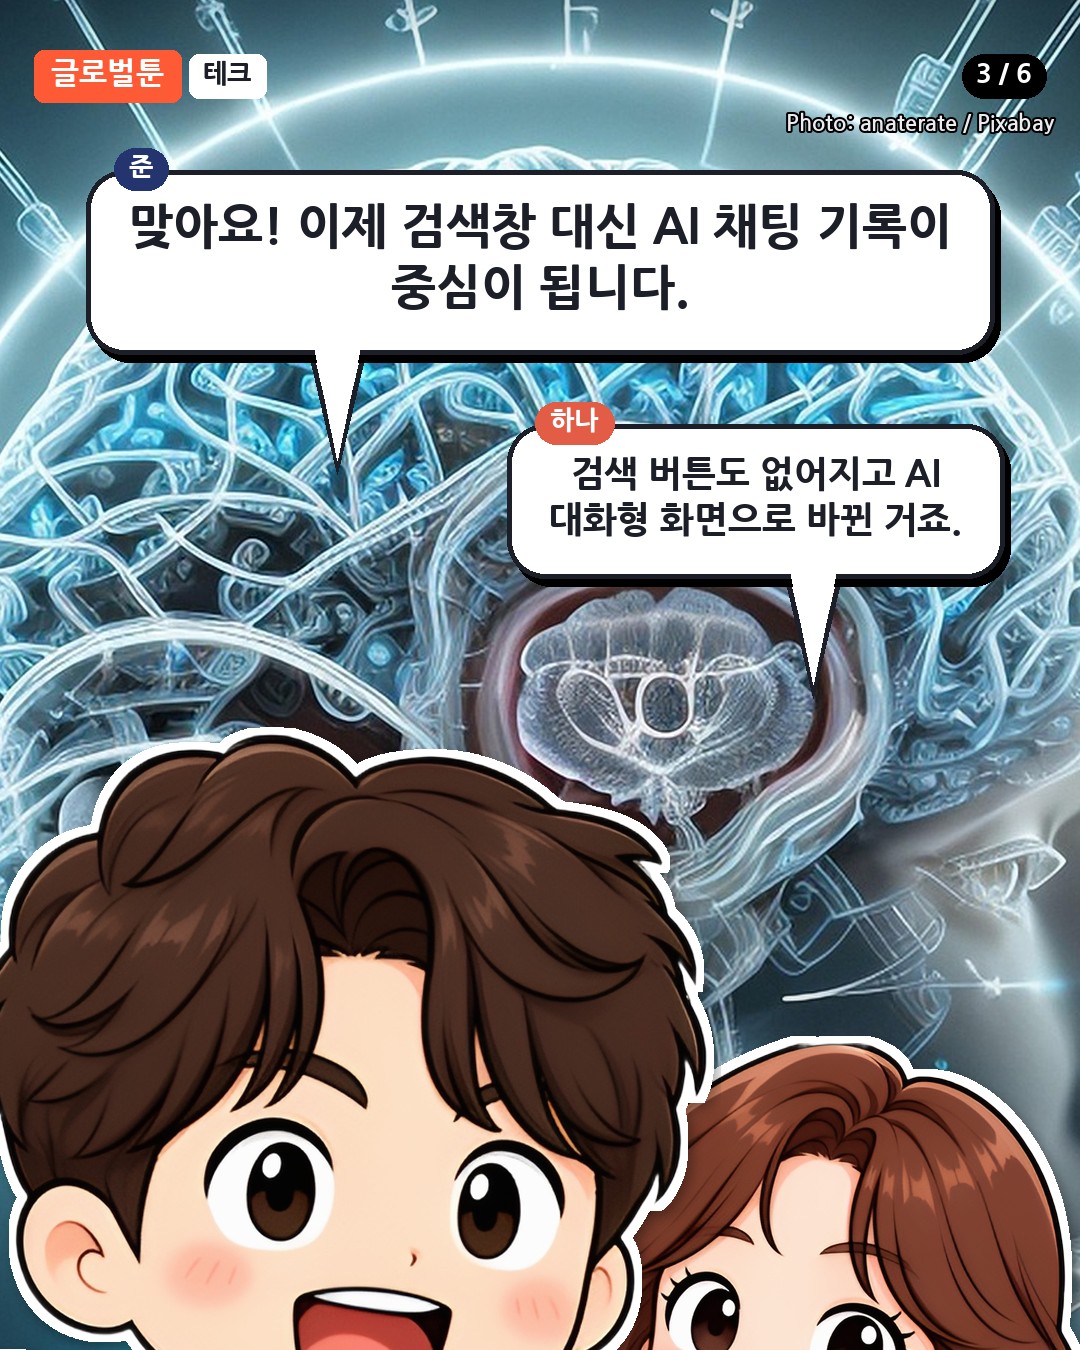 글로벌툰 테크
3 / 6
Photo: anaterate / Pixabay
준
맞아요! 이제 검색창 대신 AI 채팅 기록이
중심이 됩니다.
하나
검색 버튼도 없어지고 AI
대화형 화면으로 바뀐 거죠.